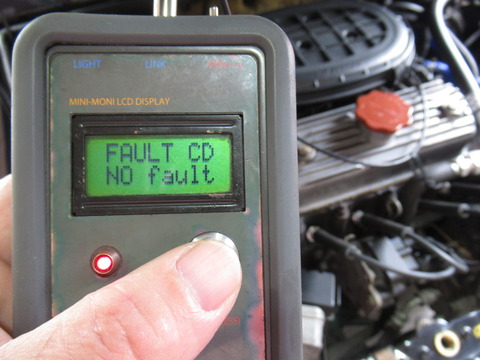 LIGHT LINK
MINI-MONI LCD DISPLAY
FAULT CD
NO fault